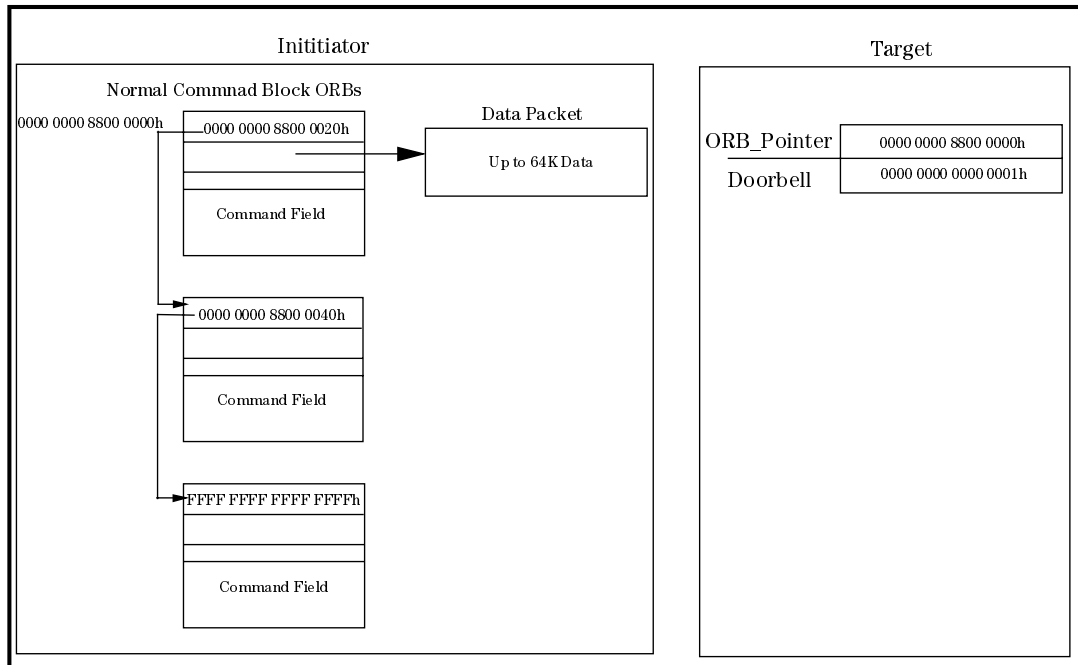 Inititiator
Normal Commnad Block ORBs
0000 0000 8800 0000h
0000 0000 8800 0020h
Data Packet
Up to 64K Data
Command Field
0000 0000 8800 0040h
Command Field
FFFF FFFF FFFF FFFFh
Command Field
Target
ORB_Pointer
0000 0000 8800 0000h
Doorbell
0000 0000 0000 0001h